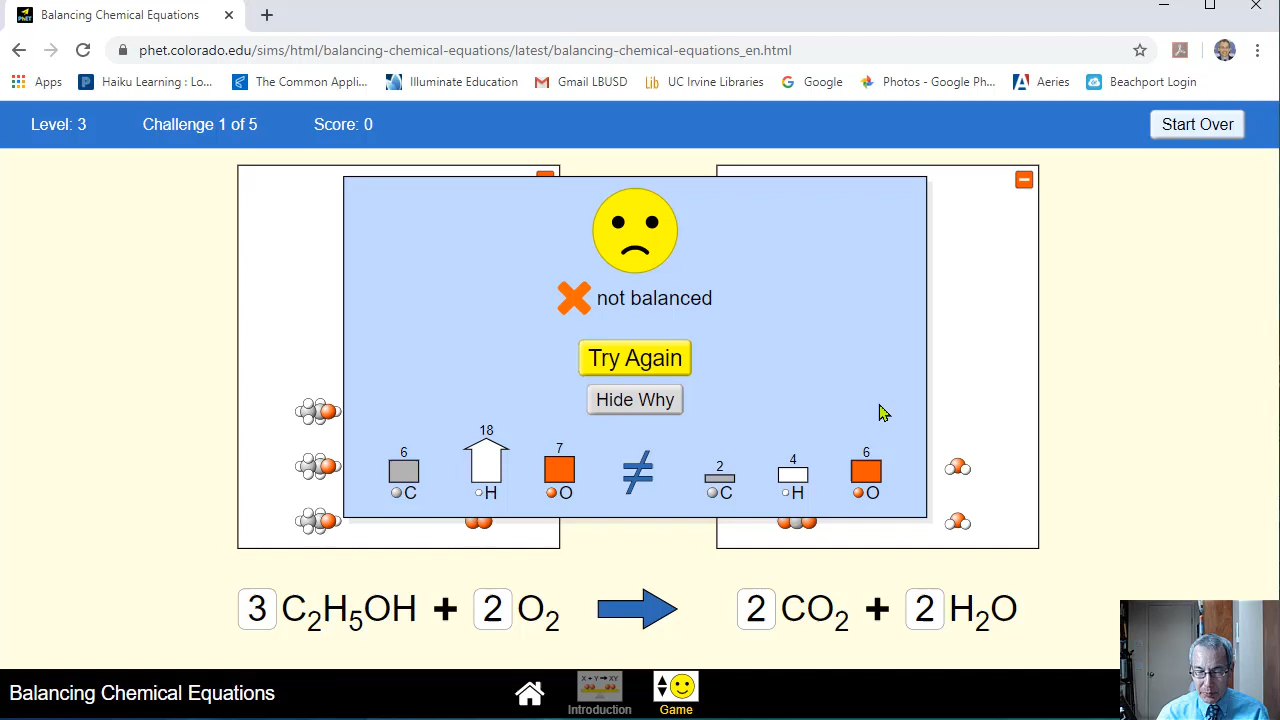 Balancing Chemical Equations
phet.colorado.edu/sims/html/balancing-chemical-equations/latest/balancing-chemical-equations_en.html
Apps Haiku Learning : Lo... The Common Appli... Illuminate Education Gmail LBUSD UC Irvine Libraries Google Photos - Google Ph... Aeries Beachport Login
Level: 3 Challenge 1 of 5 Score: 0 Start Over
not balanced
Try Again
Hide Why
6 18 7 ≠ 2 4 6
C H O C H O
3 C₂H₅OH + 2 O₂ 2 CO₂ + 2 H₂O
X + Y → XY
Balancing Chemical Equations Introduction Game